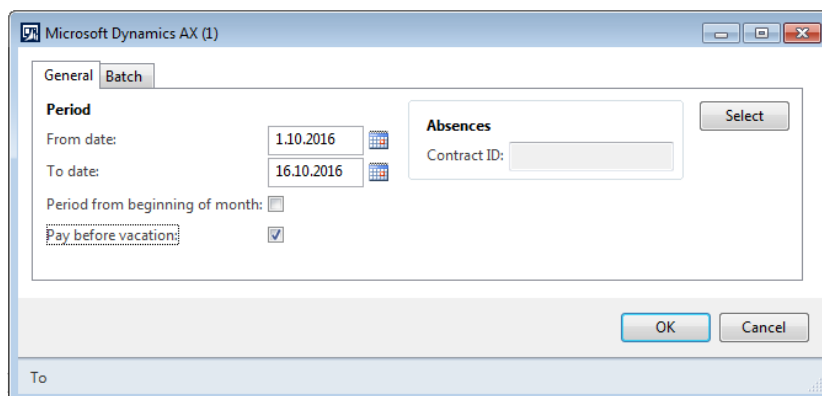 Microsoft Dynamics AX (1)
General Batch
Period
From date: 1.10.2016
To date: 16.10.2016
Period from beginning of month:
Pay before vacation:
Absences
Contract ID:
Select
OK Cancel
To